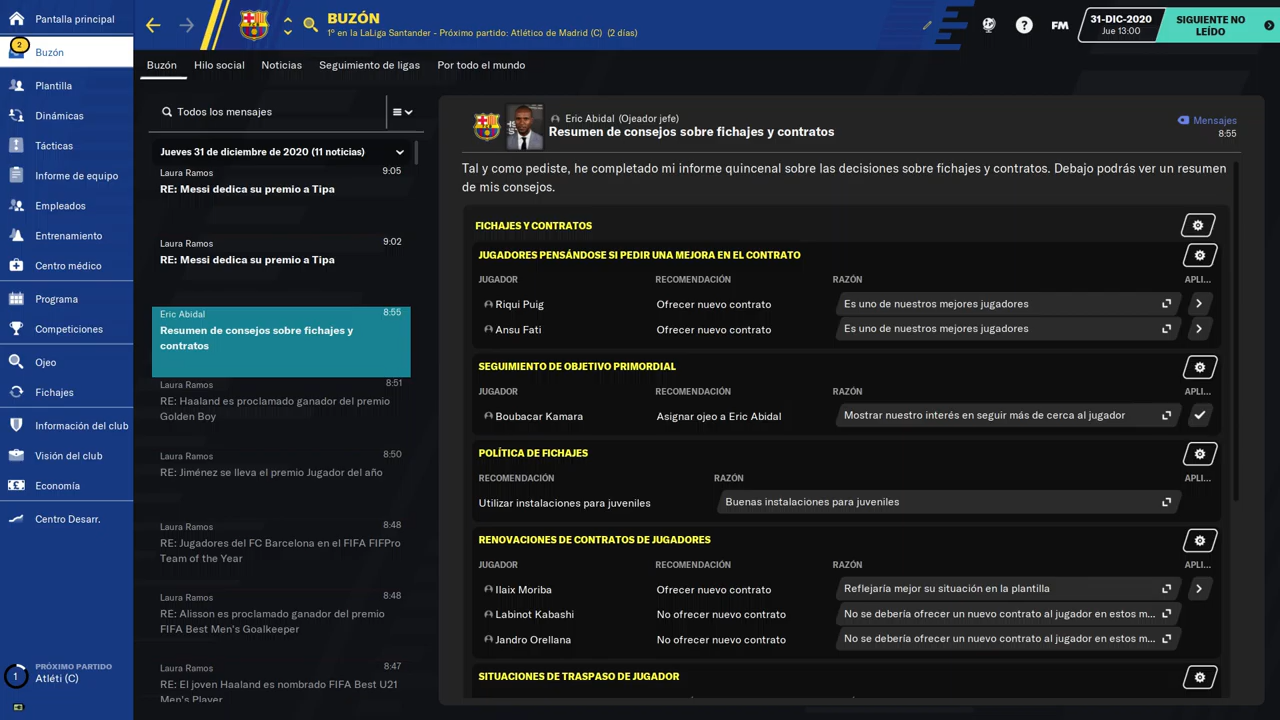 Pantalla principal
2
Buzón
Plantilla
Dinámicas
Tácticas
Informe de equipo
Empleados
Entrenamiento
Centro médico
Programa
Competiciones
Ojeo
Fichajes
Información del club
Visión del club
Economía
Centro Desarr.
1
PRÓXIMO PARTIDO
Atléti (C)
BUZÓN
1º en la LaLiga Santander - Próximo partido: Atlético de Madrid (C) (2 días)
?
FM
31-DIC-2020
Jue 13:00
SIGUIENTE NO
LEÍDO
Buzón
Hilo social
Noticias
Seguimiento de ligas
Por todo el mundo
Todos los mensajes
Jueves 31 de diciembre de 2020 (11 noticias)
Laura Ramos 9:05
RE: Messi dedica su premio a Tipa
Laura Ramos 9:02
RE: Messi dedica su premio a Tipa
Eric Abidal 8:55
Resumen de consejos sobre fichajes y
contratos
Laura Ramos 8:51
RE: Haaland es proclamado ganador del premio
Golden Boy
Laura Ramos 8:50
RE: Jiménez se lleva el premio Jugador del año
Laura Ramos 8:48
RE: Jugadores del FC Barcelona en el FIFA FIFPro
Team of the Year
Laura Ramos 8:48
RE: Alisson es proclamado ganador del premio
FIFA Best Men's Goalkeeper
Laura Ramos 8:47
RE: El joven Haaland es nombrado FIFA Best U21
Men's Player
Eric Abidal (Ojeador jefe)
Resumen de consejos sobre fichajes y contratos
Mensajes
8:55
Tal y como pediste, he completado mi informe quincenal sobre las decisiones sobre fichajes y contratos. Debajo podrás ver un resumen
de mis consejos.
FICHAJES Y CONTRATOS
JUGADORES PENSÁNDOSE SI PEDIR UNA MEJORA EN EL CONTRATO
JUGADOR RECOMENDACIÓN RAZÓN APLI...
Riqui Puig Ofrecer nuevo contrato Es uno de nuestros mejores jugadores
Ansu Fati Ofrecer nuevo contrato Es uno de nuestros mejores jugadores
SEGUIMIENTO DE OBJETIVO PRIMORDIAL
JUGADOR RECOMENDACIÓN RAZÓN APLI...
Boubacar Kamara Asignar ojeo a Eric Abidal Mostrar nuestro interés en seguir más de cerca al jugador
POLÍTICA DE FICHAJES
RECOMENDACIÓN RAZÓN APLI...
Utilizar instalaciones para juveniles Buenas instalaciones para juveniles
RENOVACIONES DE CONTRATOS DE JUGADORES
JUGADOR RECOMENDACIÓN RAZÓN APLI...
Ilaix Moriba Ofrecer nuevo contrato Reflejaría mejor su situación en la plantilla
Labinot Kabashi No ofrecer nuevo contrato No se debería ofrecer un nuevo contrato al jugador en estos m...
Jandro Orellana No ofrecer nuevo contrato No se debería ofrecer un nuevo contrato al jugador en estos m...
SITUACIONES DE TRASPASO DE JUGADOR